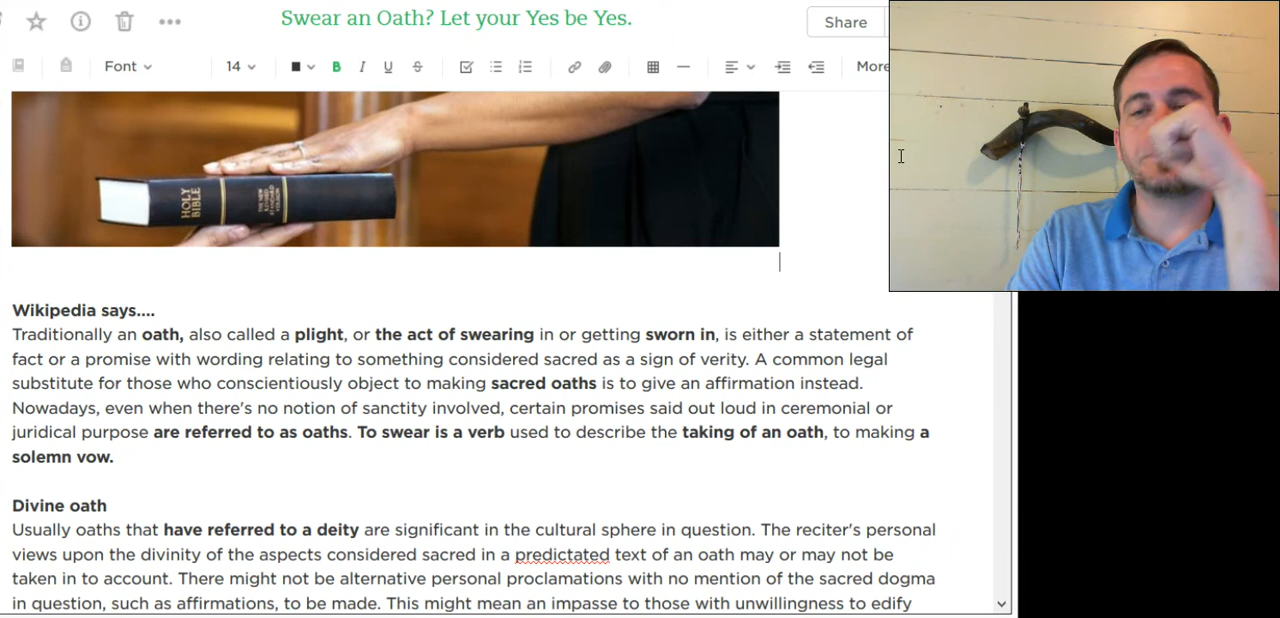 Swear an Oath? Let your Yes be Yes.
Share
Font 14 B I U S More
HOLY BIBLE
Wikipedia says....
Traditionally an oath, also called a plight, or the act of swearing in or getting sworn in, is either a statement of
fact or a promise with wording relating to something considered sacred as a sign of verity. A common legal
substitute for those who conscientiously object to making sacred oaths is to give an affirmation instead.
Nowadays, even when there's no notion of sanctity involved, certain promises said out loud in ceremonial or
juridical purpose are referred to as oaths. To swear is a verb used to describe the taking of an oath, to making a
solemn vow.
Divine oath
Usually oaths that have referred to a deity are significant in the cultural sphere in question. The reciter's personal
views upon the divinity of the aspects considered sacred in a predictated text of an oath may or may not be
taken in to account. There might not be alternative personal proclamations with no mention of the sacred dogma
in question, such as affirmations, to be made. This might mean an impasse to those with unwillingness to edify